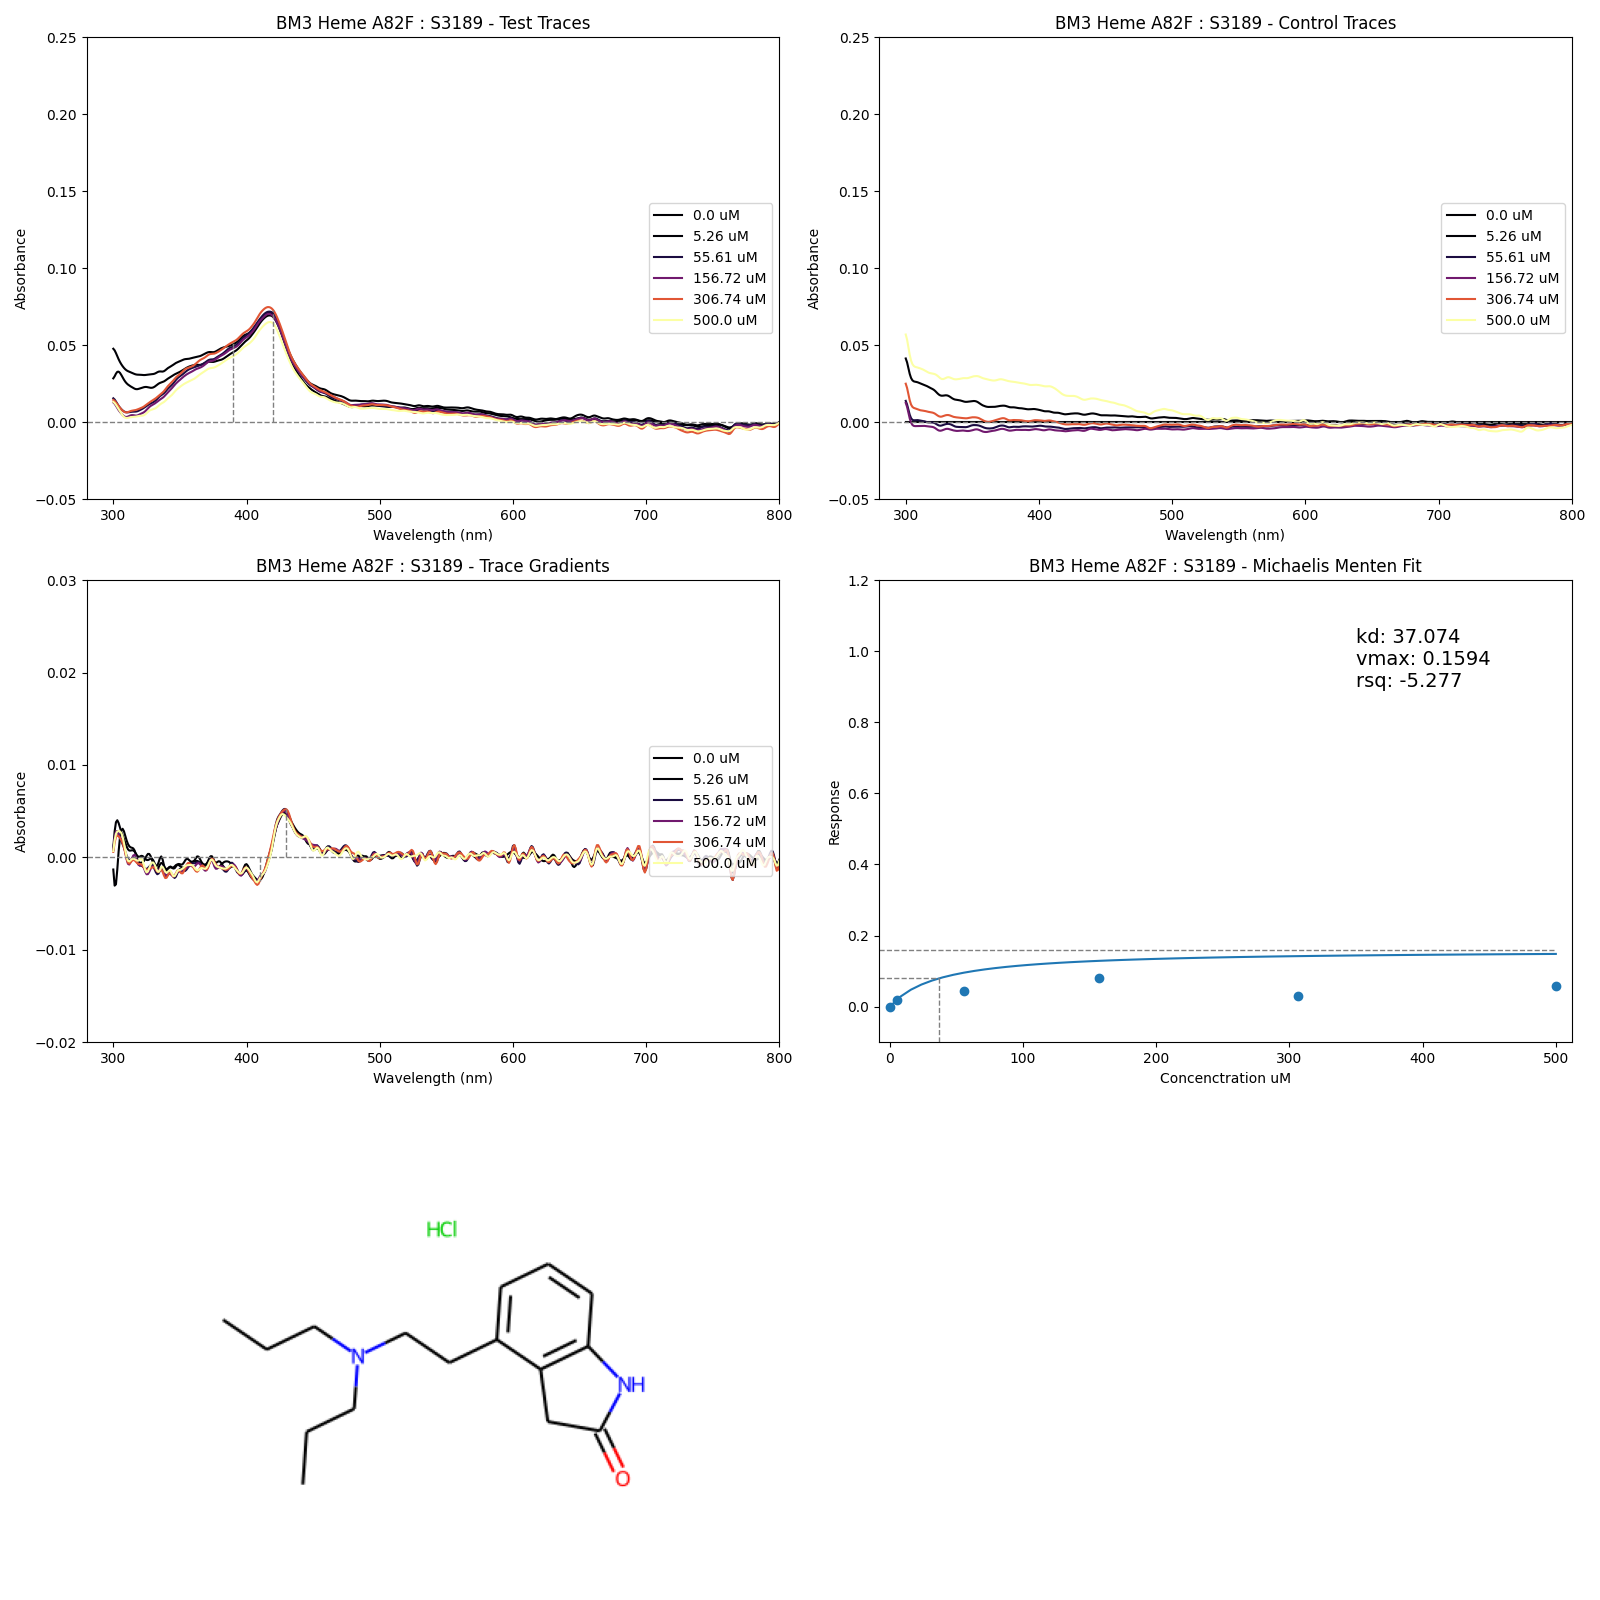 BM3 Heme A82F : S3189 - Test Traces
0.25
0.20
0.15
0.10
0.05
0.00
−0.05
Absorbance
300
400
500
600
700
800
Wavelength (nm)
0.0 uM
5.26 uM
55.61 uM
156.72 uM
306.74 uM
500.0 uM
BM3 Heme A82F : S3189 - Control Traces
0.25
0.20
0.15
0.10
0.05
0.00
−0.05
Absorbance
300
400
500
600
700
800
Wavelength (nm)
0.0 uM
5.26 uM
55.61 uM
156.72 uM
306.74 uM
500.0 uM
BM3 Heme A82F : S3189 - Trace Gradients
0.03
0.02
0.01
0.00
−0.01
−0.02
Absorbance
300
400
500
600
700
800
Wavelength (nm)
0.0 uM
5.26 uM
55.61 uM
156.72 uM
306.74 uM
500.0 uM
BM3 Heme A82F : S3189 - Michaelis Menten Fit
1.2
1.0
0.8
0.6
0.4
0.2
0.0
Response
kd: 37.074
vmax: 0.1594
rsq: -5.277
0
100
200
300
400
500
Concenctration uM
HCl
N
NH
O